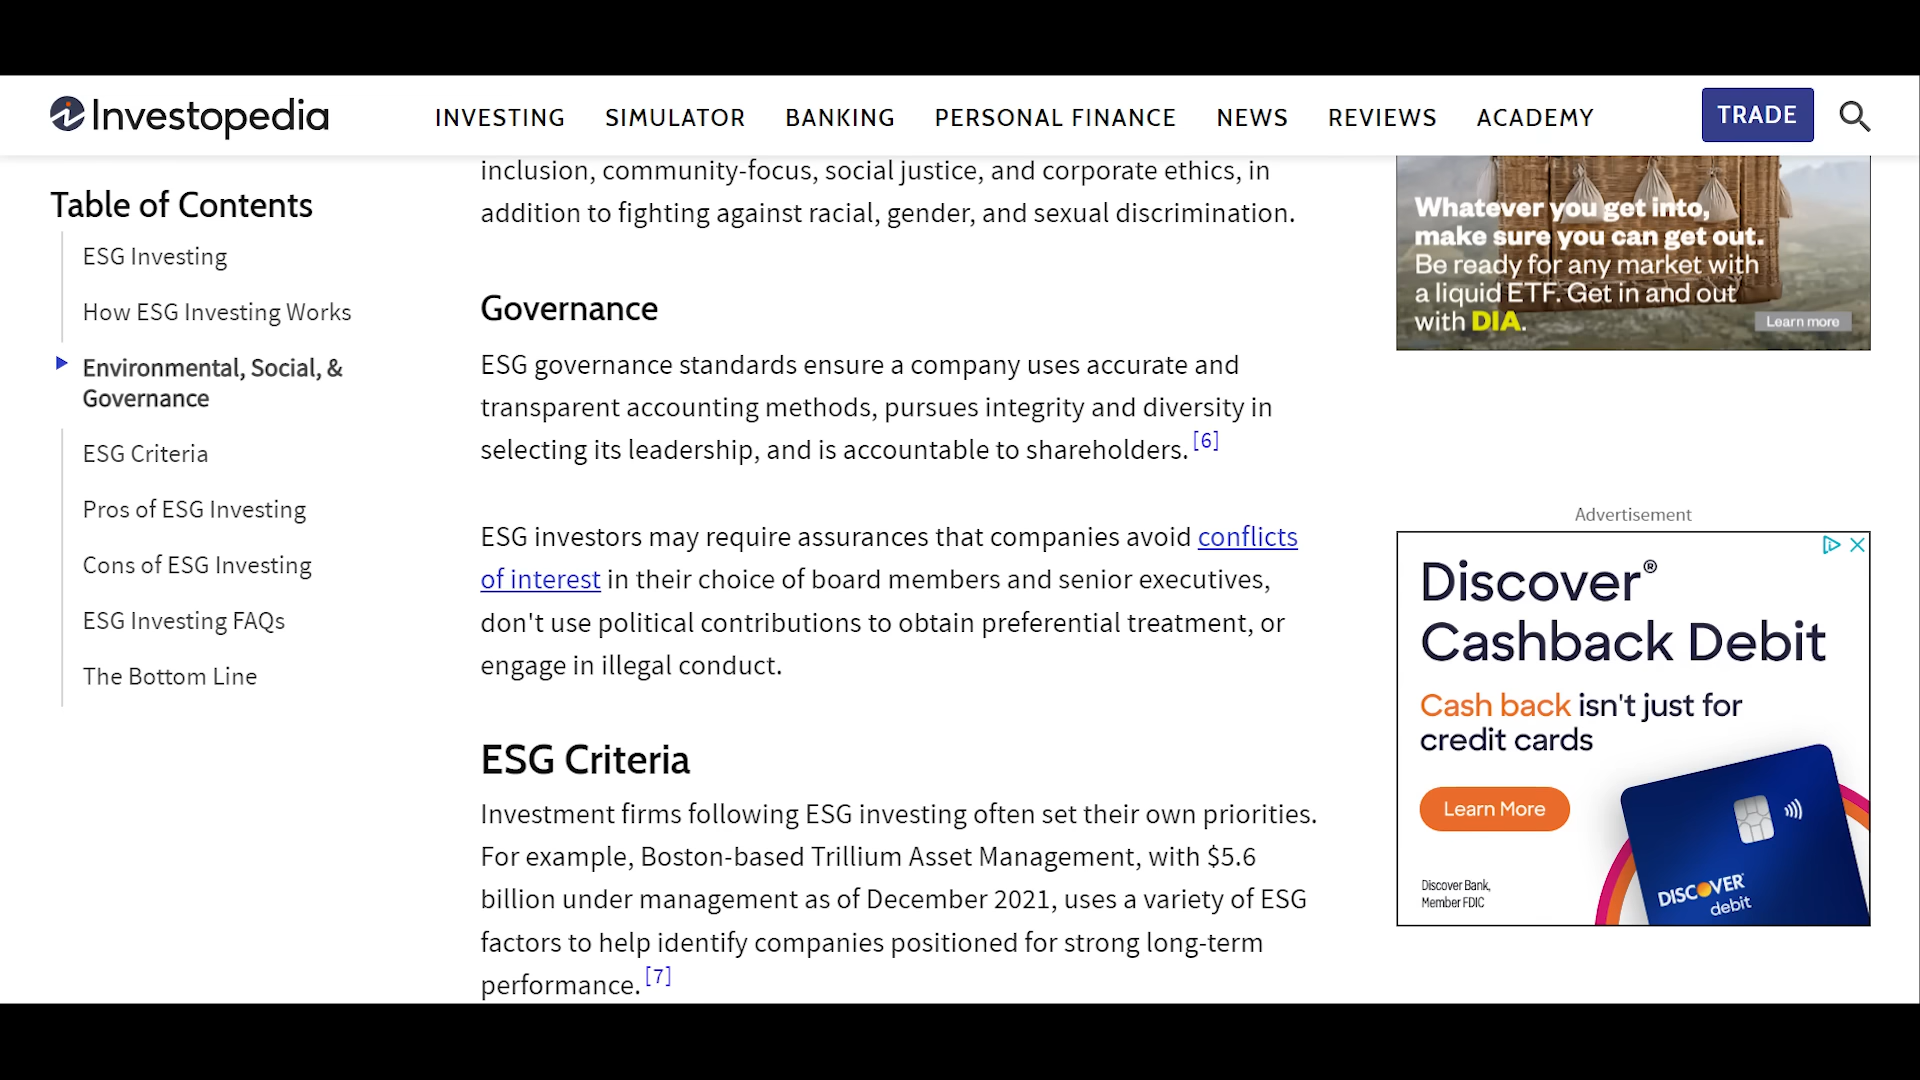 Investopedia
INVESTING SIMULATOR BANKING PERSONAL FINANCE NEWS REVIEWS ACADEMY
TRADE
Table of Contents
ESG Investing
How ESG Investing Works
Environmental, Social, &
Governance
ESG Criteria
Pros of ESG Investing
Cons of ESG Investing
ESG Investing FAQs
The Bottom Line
inclusion, community-focus, social justice, and corporate ethics, in
addition to fighting against racial, gender, and sexual discrimination.
Governance
ESG governance standards ensure a company uses accurate and
transparent accounting methods, pursues integrity and diversity in
selecting its leadership, and is accountable to shareholders. [6]
ESG investors may require assurances that companies avoid conflicts
of interest in their choice of board members and senior executives,
don't use political contributions to obtain preferential treatment, or
engage in illegal conduct.
ESG Criteria
Investment firms following ESG investing often set their own priorities.
For example, Boston-based Trillium Asset Management, with $5.6
billion under management as of December 2021, uses a variety of ESG
factors to help identify companies positioned for strong long-term
performance. [7]
Whatever you get into,
make sure you can get out.
Be ready for any market with
a liquid ETF. Get in and out
with DIA.
Learn more
Advertisement
Discover®
Cashback Debit
Cash back isn't just for
credit cards
Learn More
Discover Bank,
Member FDIC
DISCOVER
debit